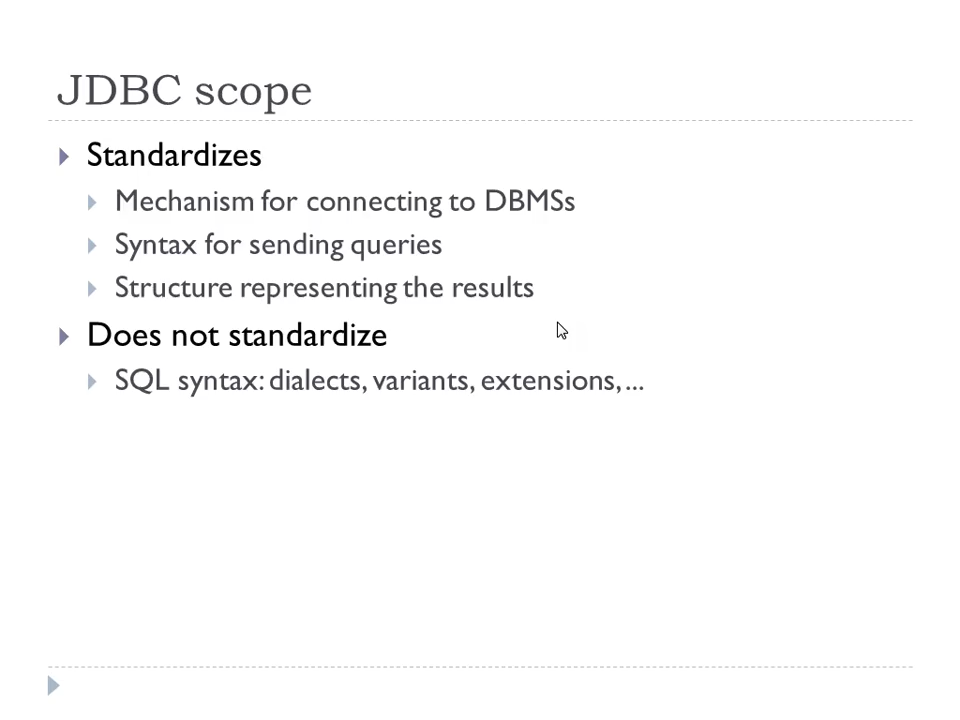 JDBC scope
Standardizes
Mechanism for connecting to DBMSs
Syntax for sending queries
Structure representing the results
Does not standardize
SQL syntax: dialects, variants, extensions, ...